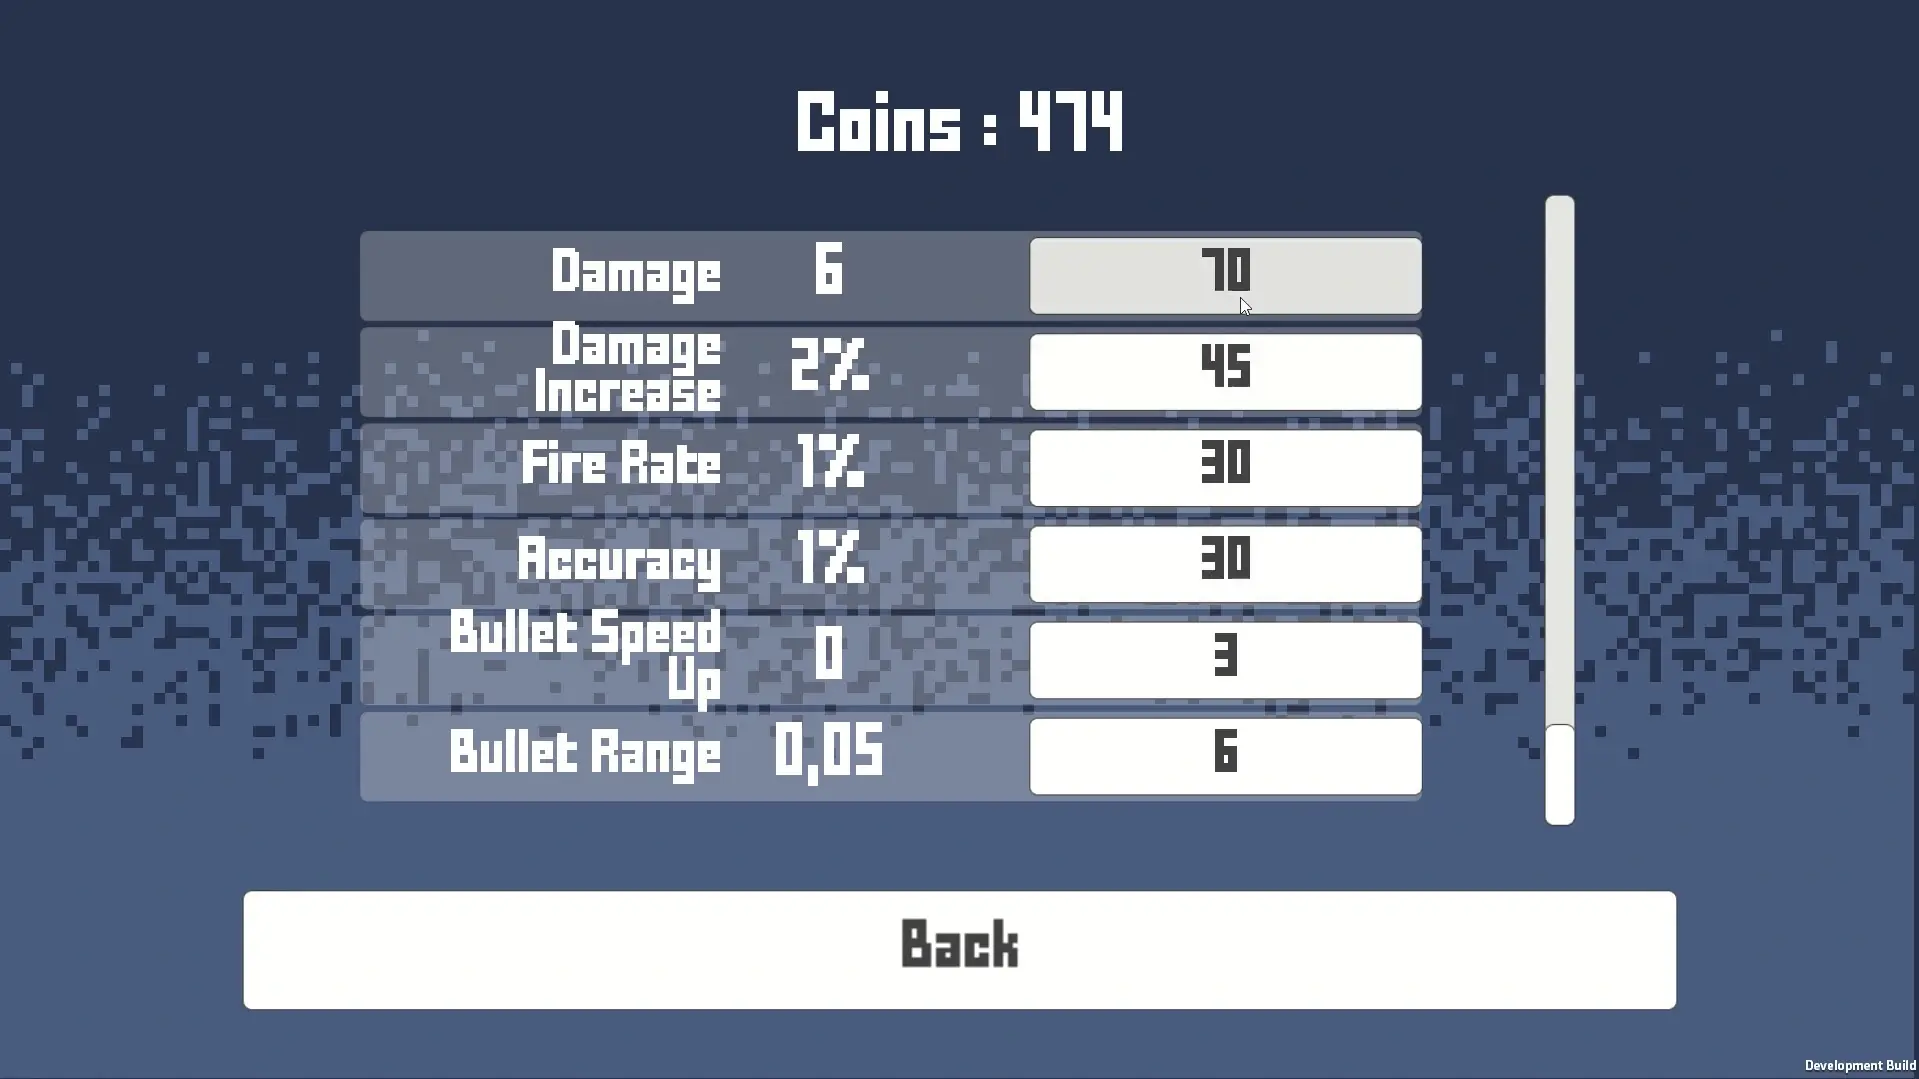 Coins : 474
Damage 6 70
Damage
Increase 2% 45
Fire Rate 1% 30
Accuracy 1% 30
Bullet Speed
Up 0 3
Bullet Range 0,05 6
Back
Development Build